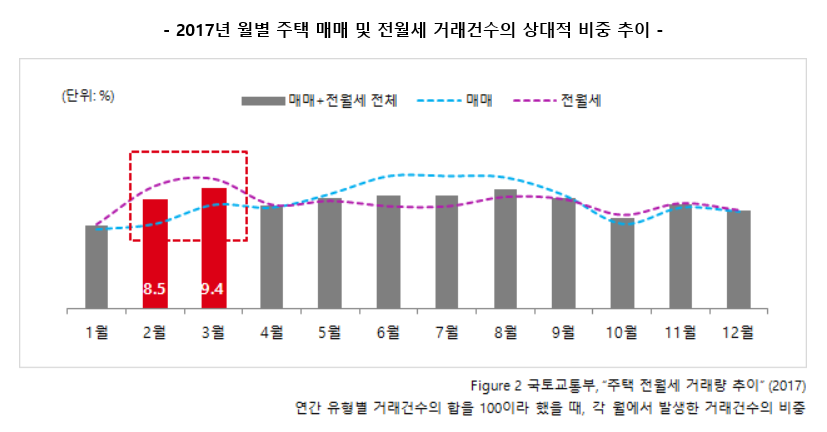 - 2017년 월별 주택 매매 및 전월세 거래건수의 상대적 비중 추이 -
(단위: %)
매매+전월세 전체 매매 전월세
8.5 9.4
1월 2월 3월 4월 5월 6월 7월 8월 9월 10월 11월 12월
Figure 2 국토교통부, "주택 전월세 거래량 추이" (2017)
연간 유형별 거래건수의 합을 100이라 했을 때, 각 월에서 발생한 거래건수의 비중